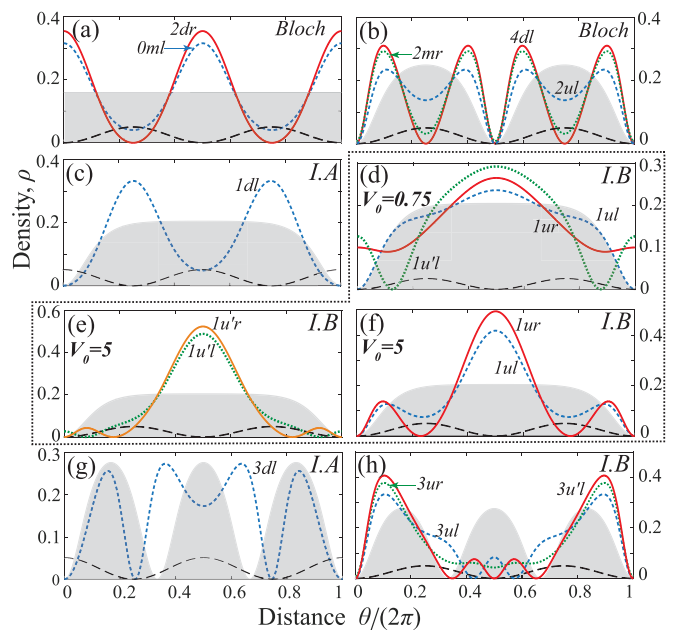 (a) 2dr Bloch
0ml
0.4
0.2
0
(b) 4dl Bloch
2mr
2ul
0.4
0.2
0
Density, ρ
(c) I.A
1dl
0.4
0.2
0
(d) I.B
V₀=0.75
1ul
1ur
1u'l
0.3
0.2
0.1
0
(e) 1u'r I.B
1u'l
V₀=5
0.6
0.4
0.2
0
(f) 1ur I.B
1ul
V₀=5
0.4
0.2
0
(g) 3dl I.A
0.3
0.2
0.1
0
0 0.2 0.4 0.6 0.8 1
(h) I.B
3ur 3u'l
3ul
0.4
0.2
0
0 0.2 0.4 0.6 0.8 1
Distance θ/(2π)